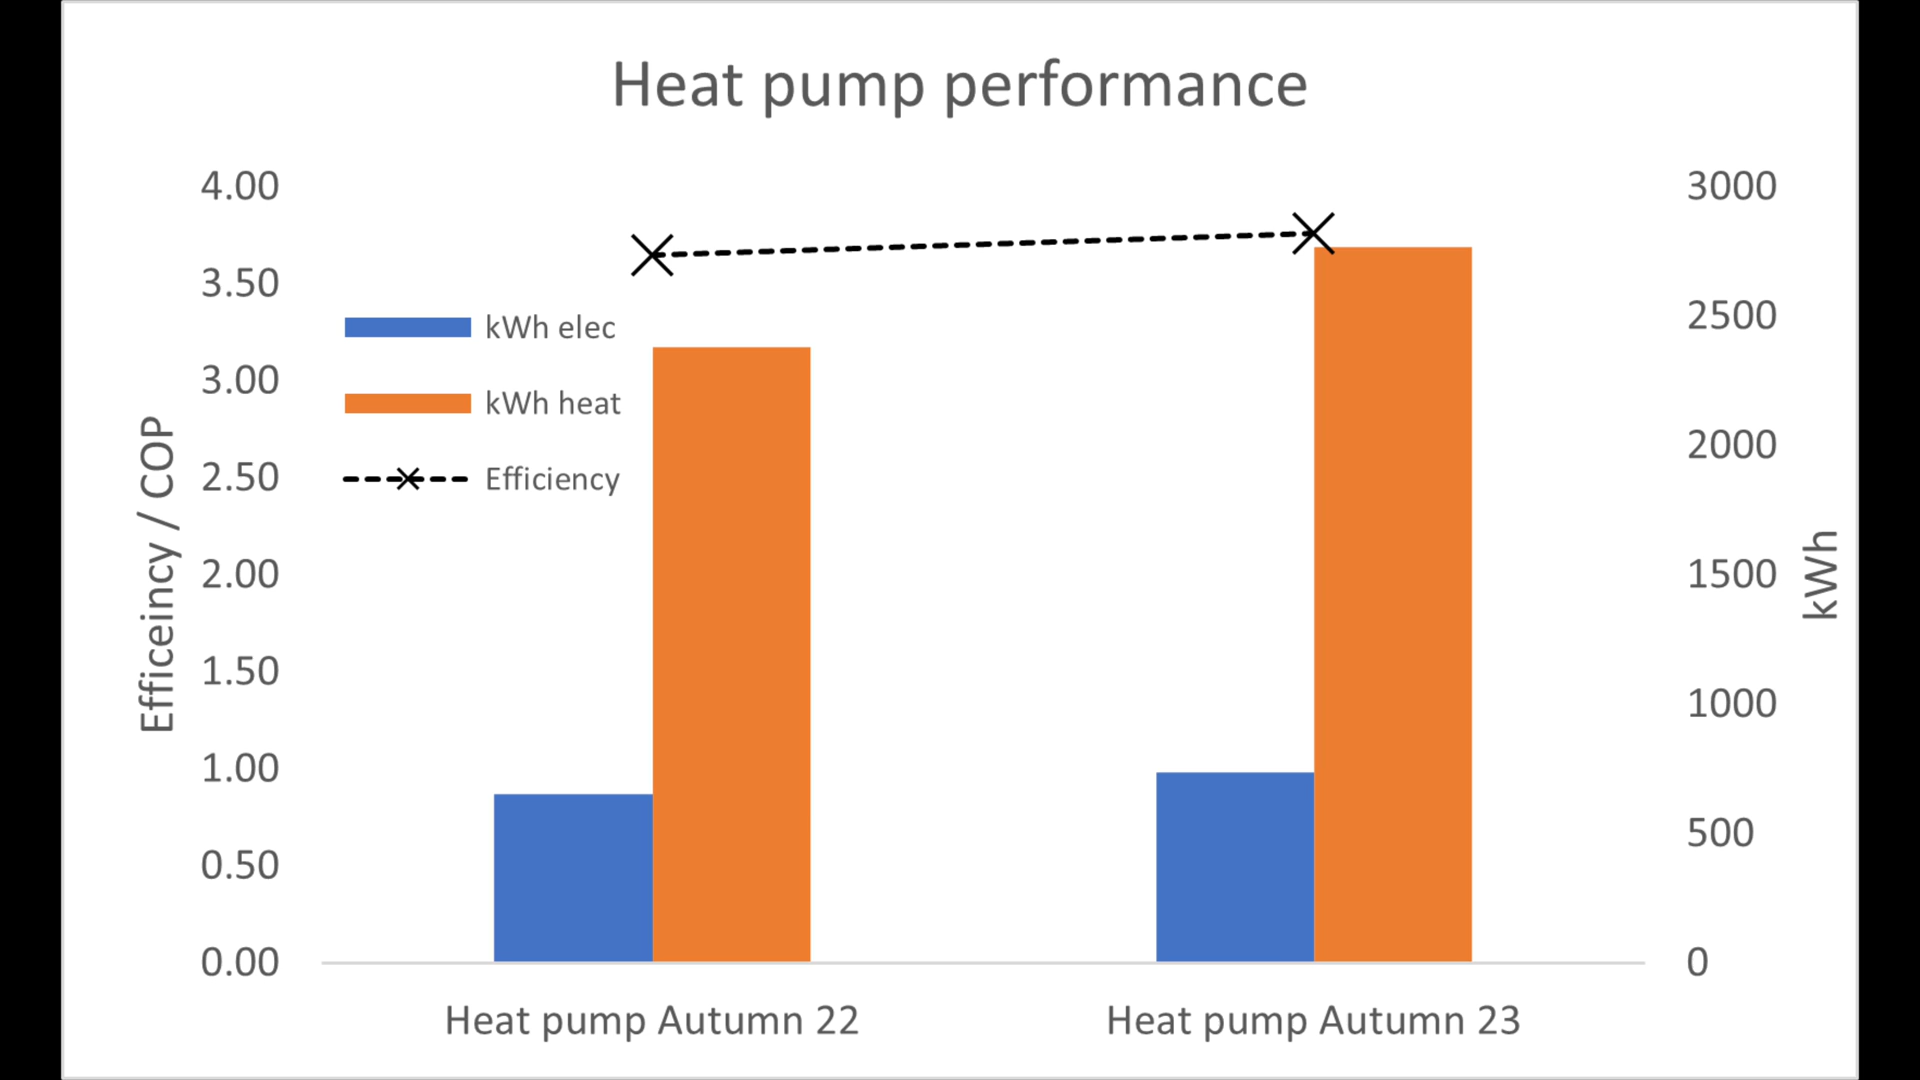 Heat pump performance
4.00
3.50
3.00
2.50
2.00
1.50
1.00
0.50
0.00
Efficeincy / COP
kWh elec
kWh heat
Efficiency
3000
2500
2000
1500
1000
500
0
kWh
Heat pump Autumn 22
Heat pump Autumn 23